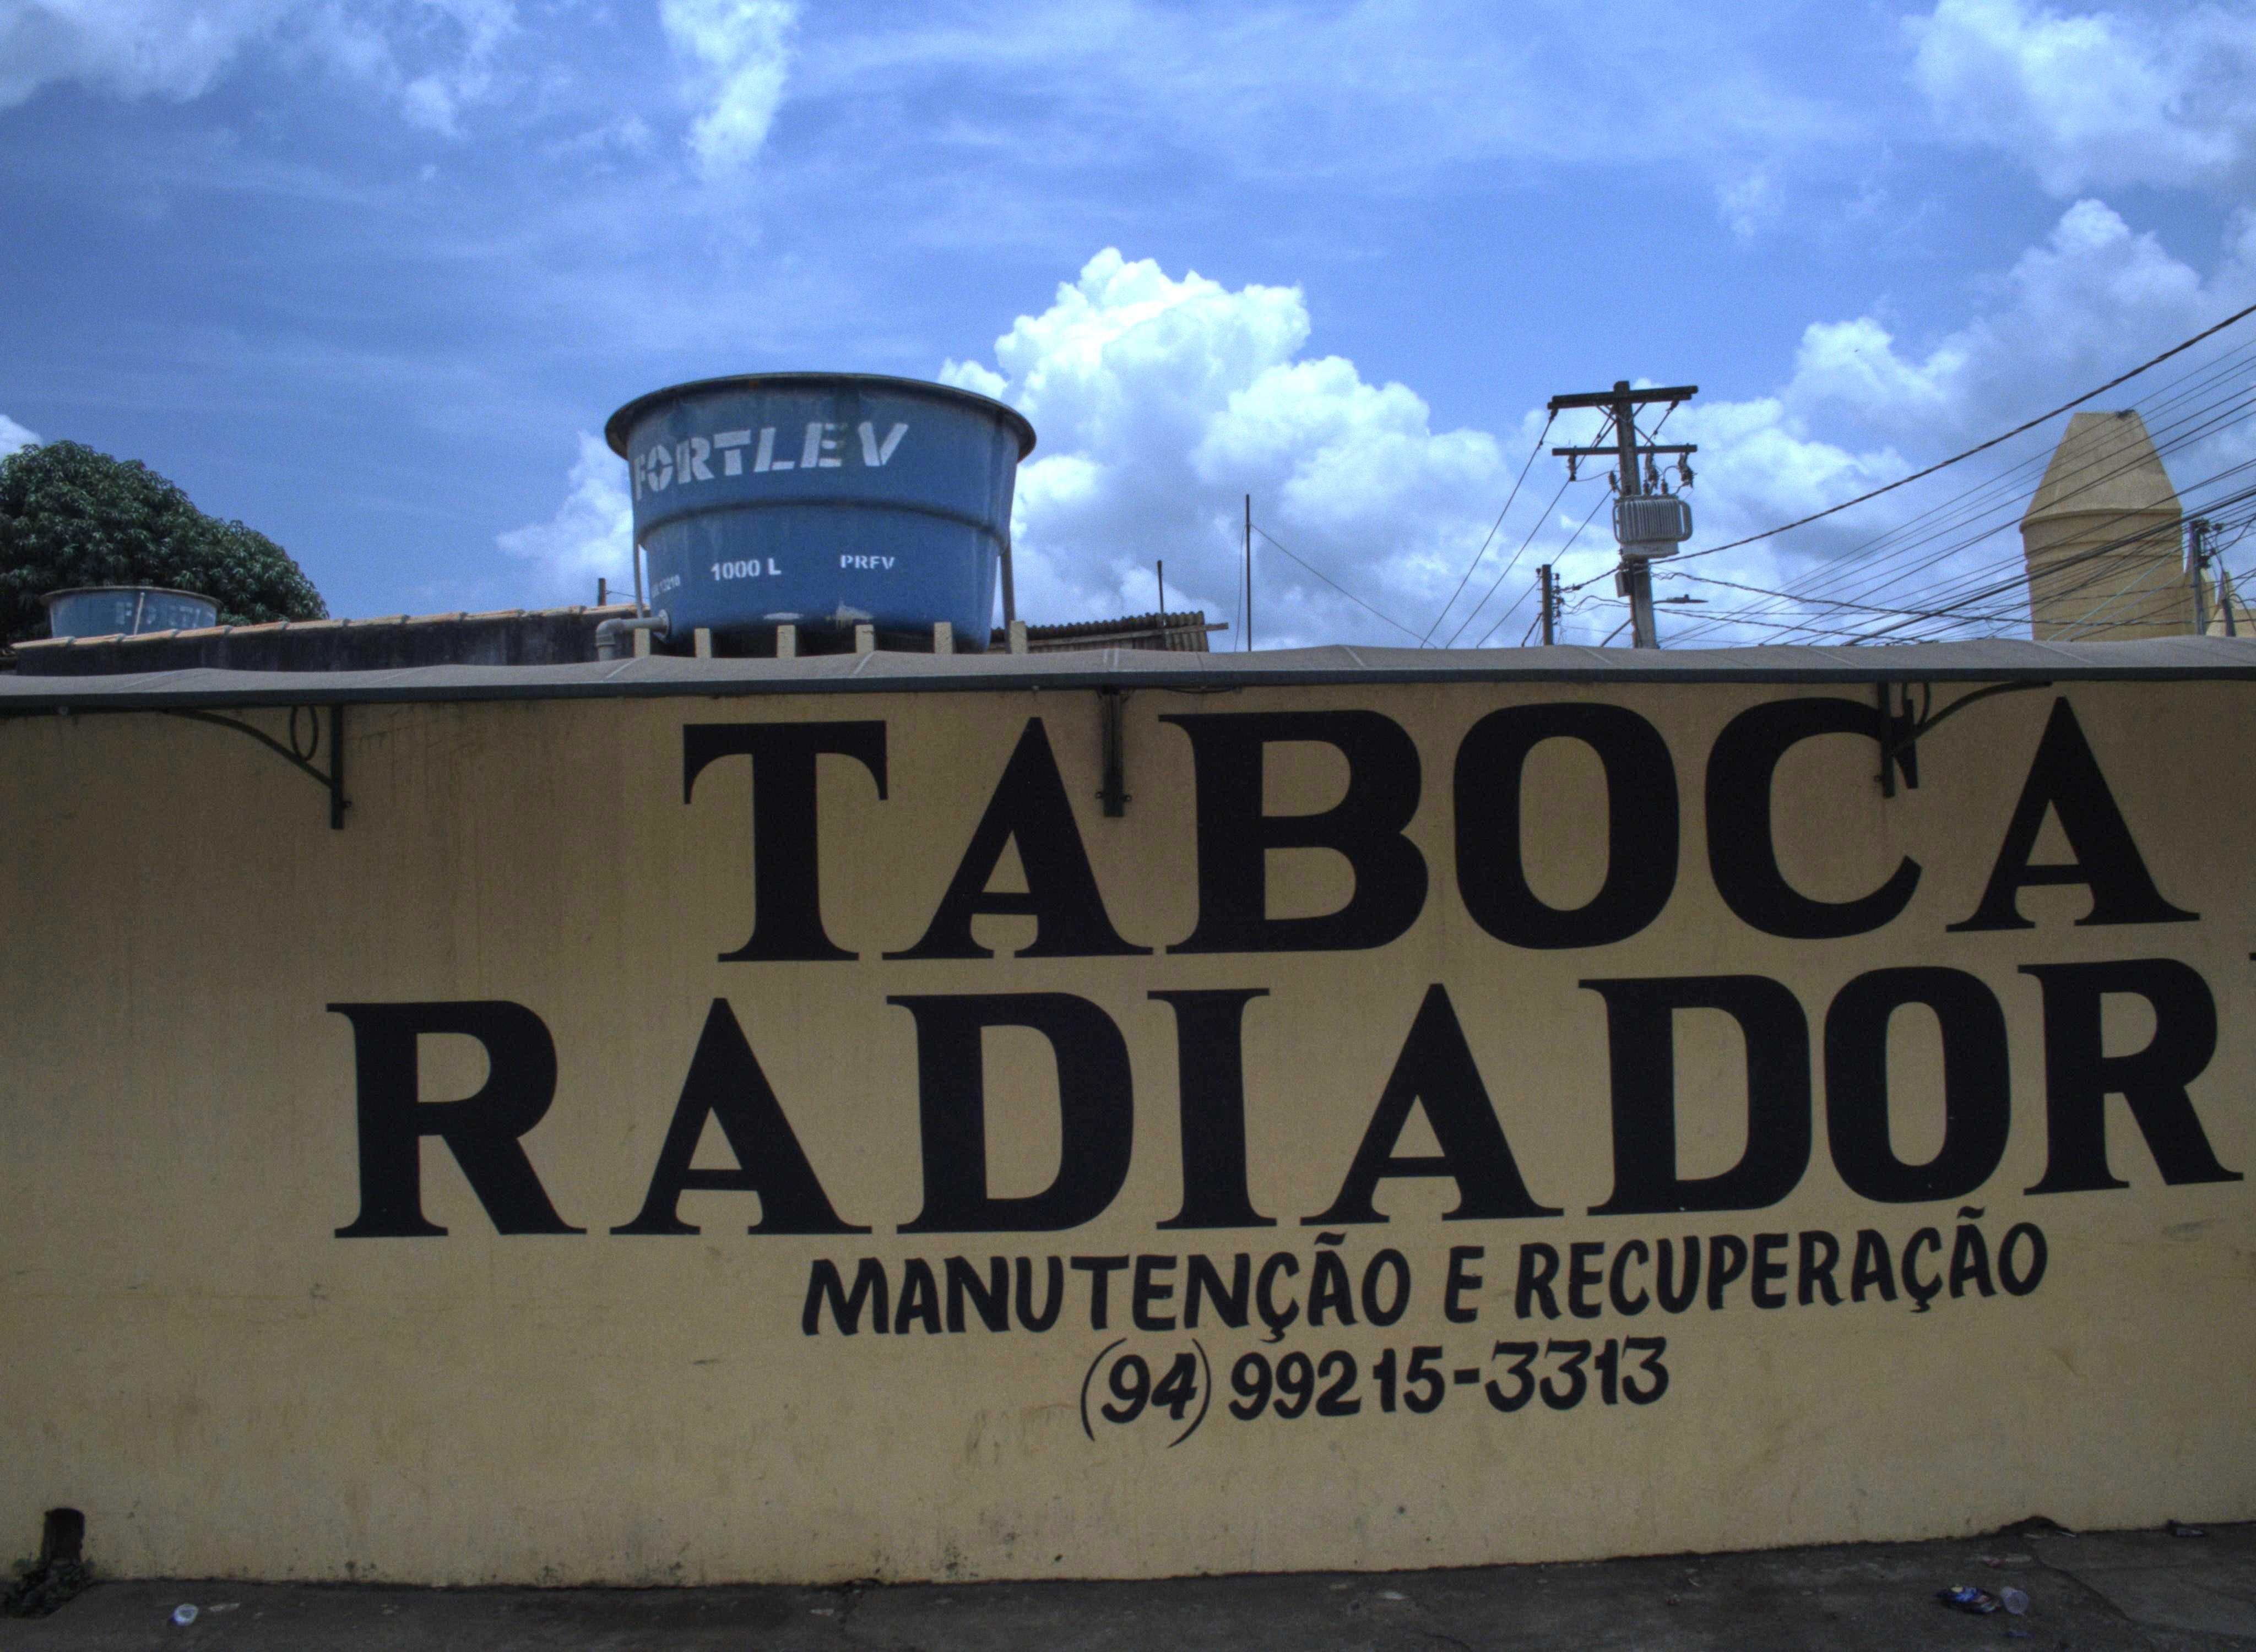 FORTLEV
1000 L PRFV
TABOCA
RADIADOR
MANUTENÇÃO E RECUPERAÇÃO
(94) 99215-3313